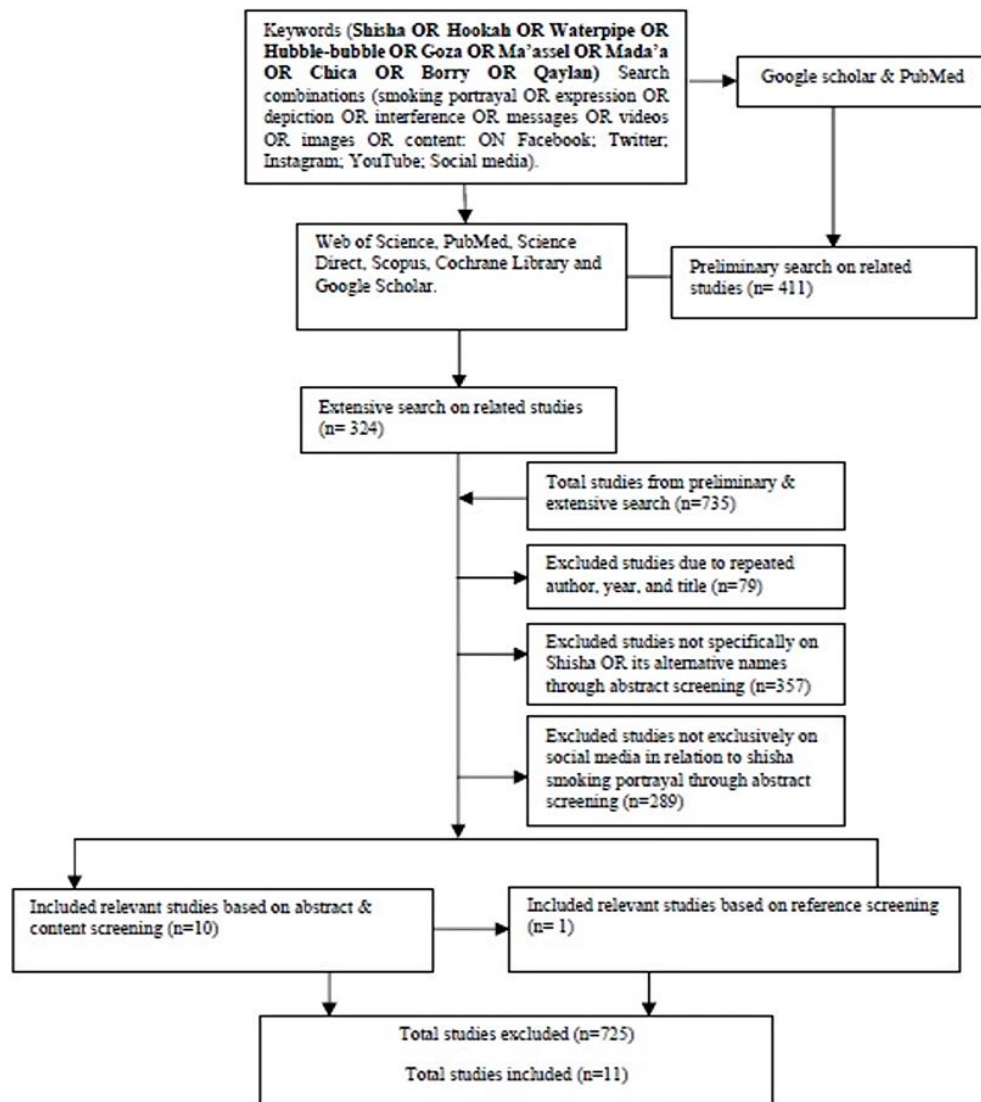 Keywords (Shisha OR Hookah OR Waterpipe OR
Hubble-bubble OR Goza OR Ma'assel OR Mada'a
OR Chica OR Borry OR Qaylan) Search
combinations (smoking portrayal OR expression OR
depiction OR interference OR messages OR videos
OR images OR content: ON Facebook; Twitter;
Instagram; YouTube; Social media).
Google scholar & PubMed
Web of Science, PubMed, Science
Direct, Scopus, Cochrane Library and
Google Scholar.
Preliminary search on related
studies (n= 411)
Extensive search on related studies
(n= 324)
Total studies from preliminary &
extensive search (n=735)
Excluded studies due to repeated
author, year, and title (n=79)
Excluded studies not specifically on
Shisha OR its alternative names
through abstract screening (n=357)
Excluded studies not exclusively on
social media in relation to shisha
smoking portrayal through abstract
screening (n=289)
Included relevant studies based on abstract &
content screening (n=10)
Included relevant studies based on reference screening
(n= 1)
Total studies excluded (n=725)
Total studies included (n=11)